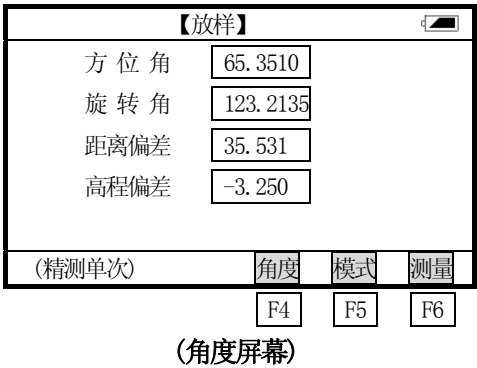 【放样】
方位角 65.3510
旋转角 123.2135
距离偏差 35.531
高程偏差 -3.250
(精测单次) 角度 模式 测量
F4 F5 F6
(角度屏幕)